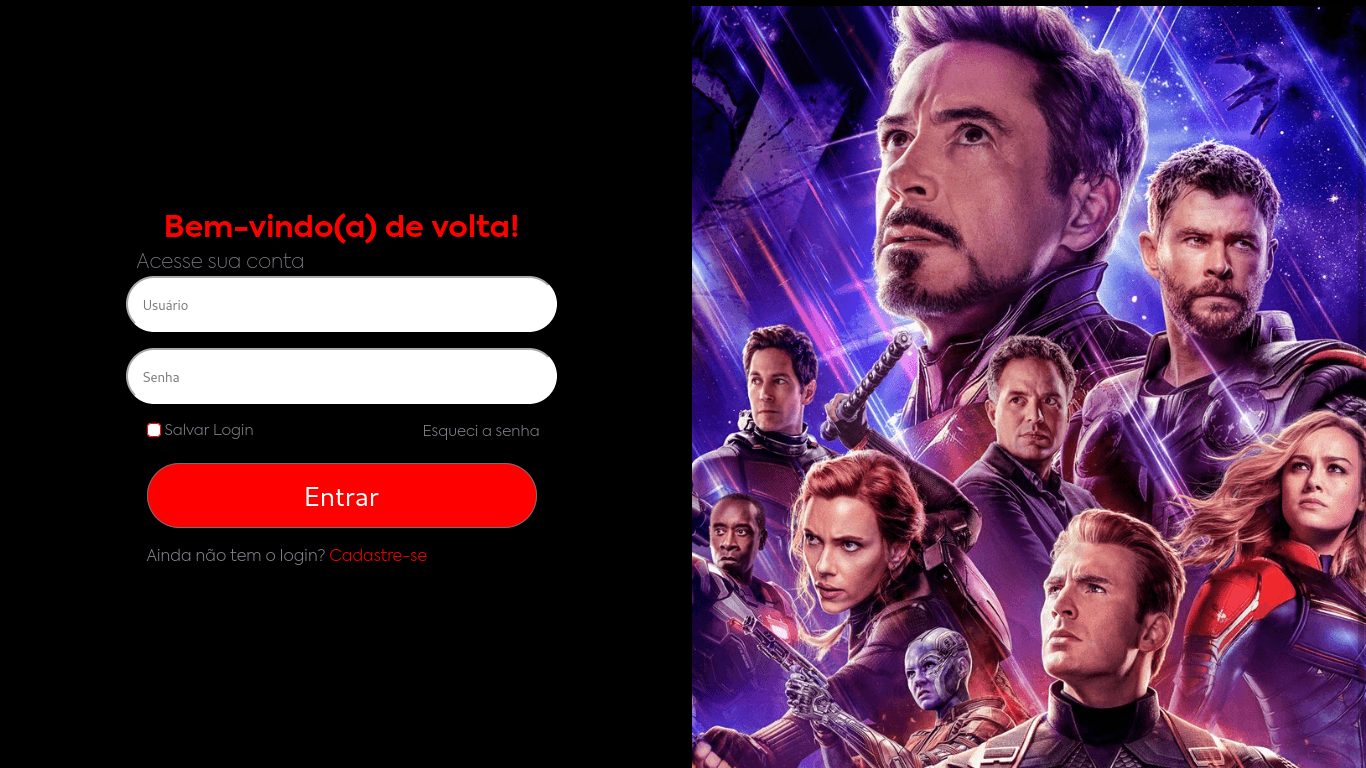 Bem-vindo(a) de volta!
Acesse sua conta
Usuário
Senha
Salvar Login
Esqueci a senha
Entrar
Ainda não tem o login? Cadastre-se